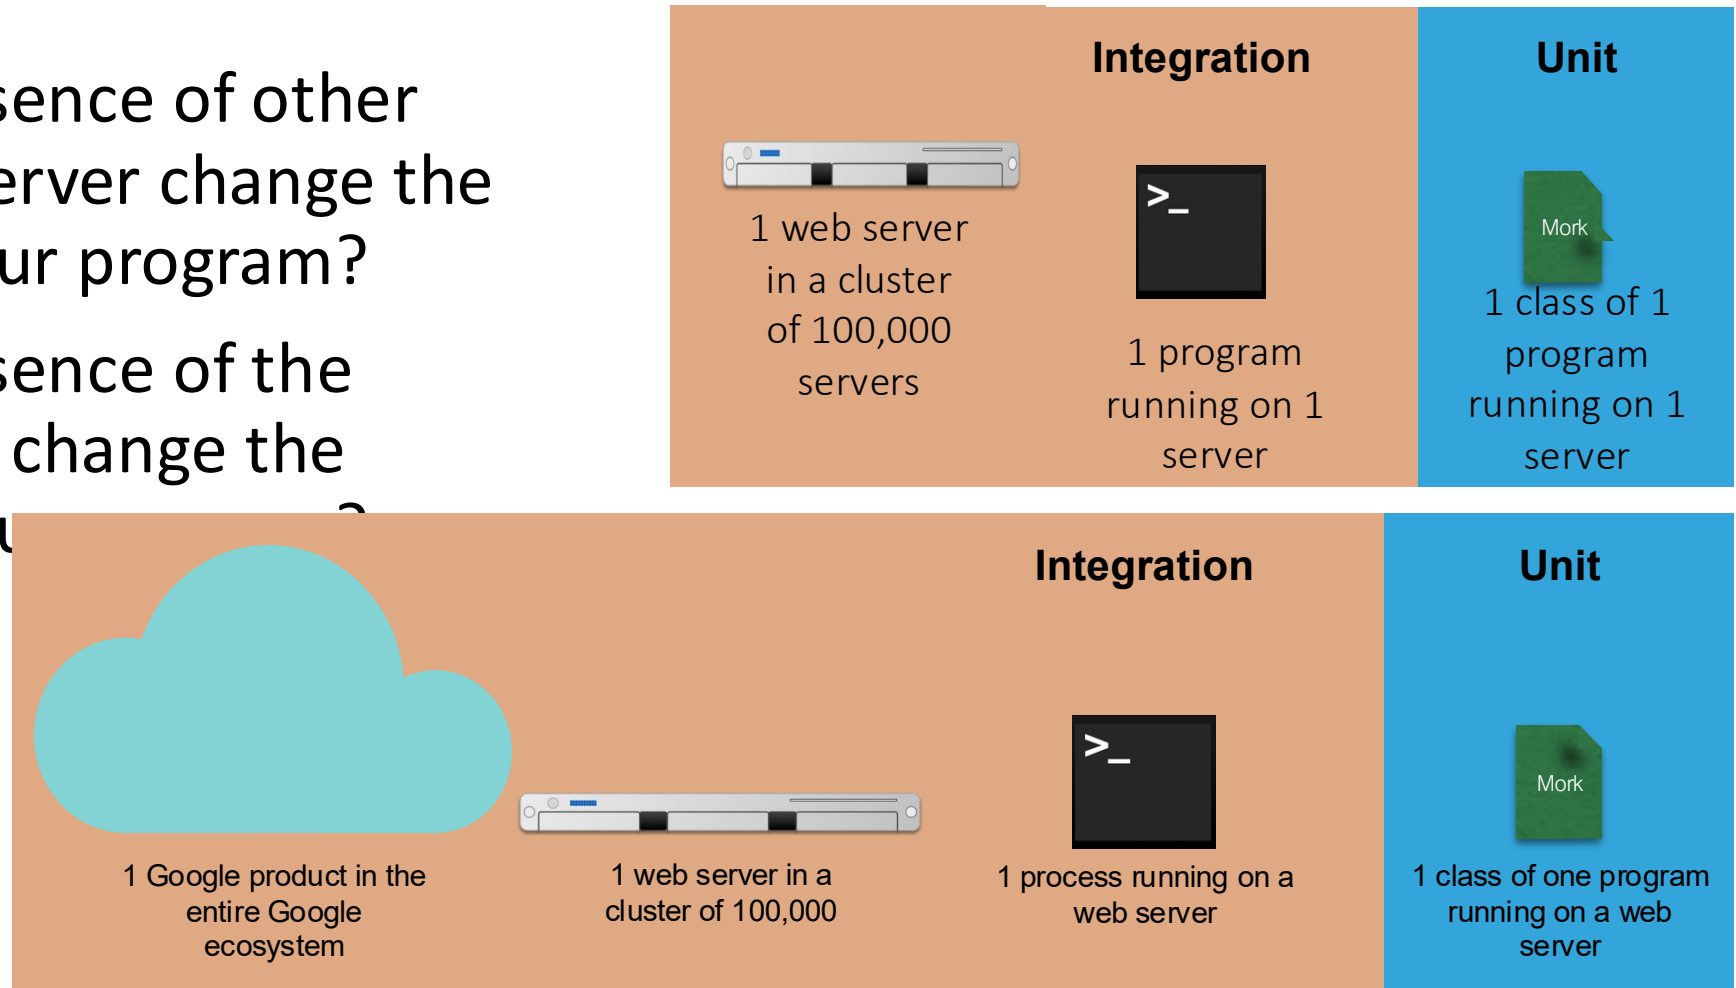 sence of other
erver change the
ur program?
sence of the
change the
Integration
Unit
>_
Mork
1 web server
in a cluster
of 100,000
servers
1 program
running on 1
server
1 class of 1
program
running on 1
server
Integration
Unit
>_
Mork
1 Google product in the
entire Google
ecosystem
1 web server in a
cluster of 100,000
1 process running on a
web server
1 class of one program
running on a web
server